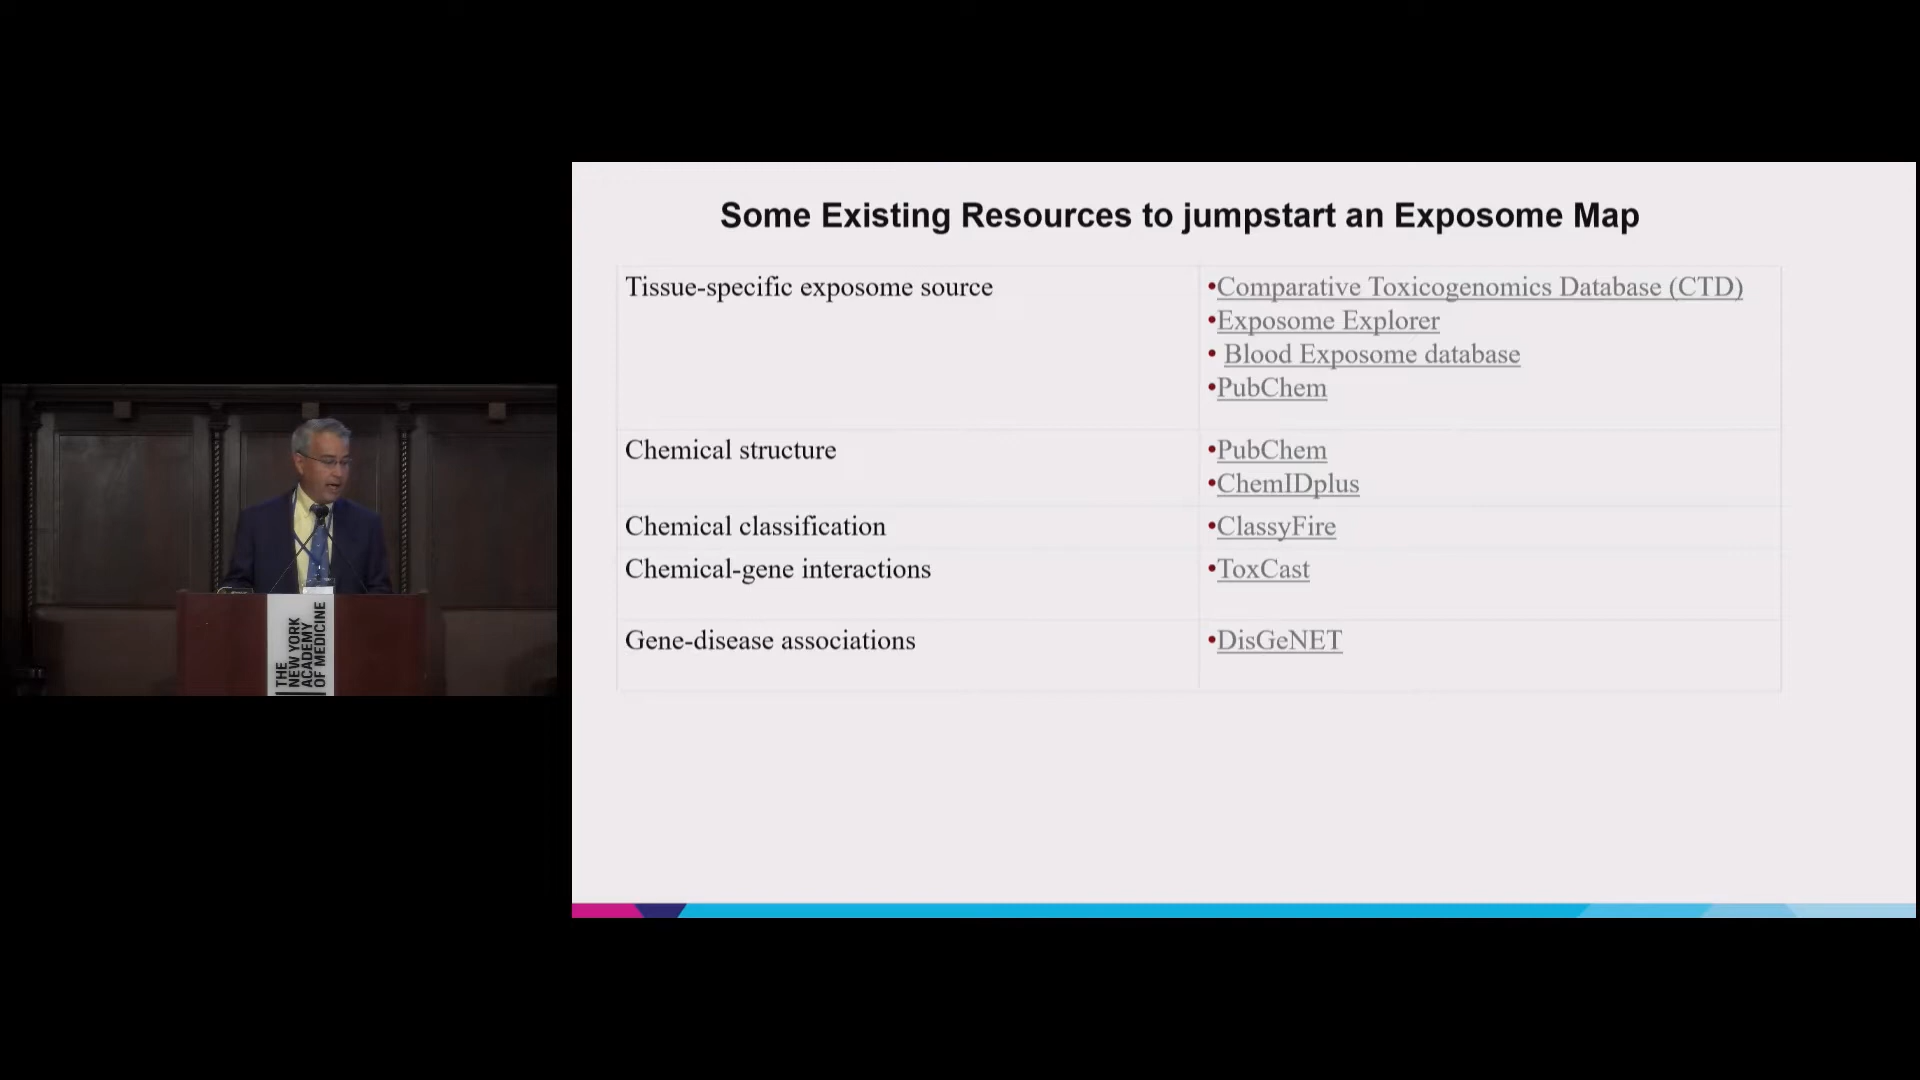 Some Existing Resources to jumpstart an Exposome Map
Tissue-specific exposome source
•Comparative Toxicogenomics Database (CTD)
•Exposome Explorer
• Blood Exposome database
•PubChem
Chemical structure
•PubChem
•ChemIDplus
Chemical classification
•ClassyFire
Chemical-gene interactions
•ToxCast
Gene-disease associations
•DisGeNET
THE
NEW YORK
ACADEMY
OF MEDICINE